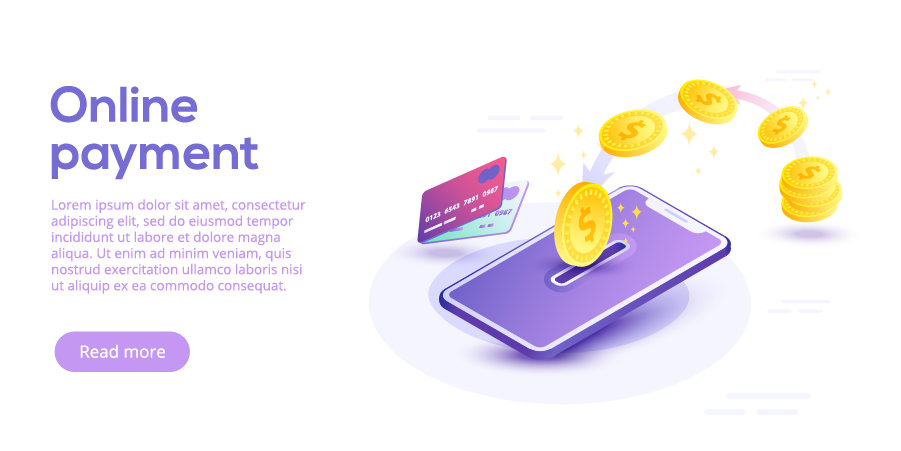 Online
payment
Lorem ipsum dolor sit amet, consectetur
adipiscing elit, sed do eiusmod tempor
incididunt ut labore et dolore magna
aliqua. Ut enim ad minim veniam, quis
nostrud exercitation ullamco laboris nisi
ut aliquip ex ea commodo consequat.
Read more
0123 6543 7891 0987
0987
$
$
$
$
$